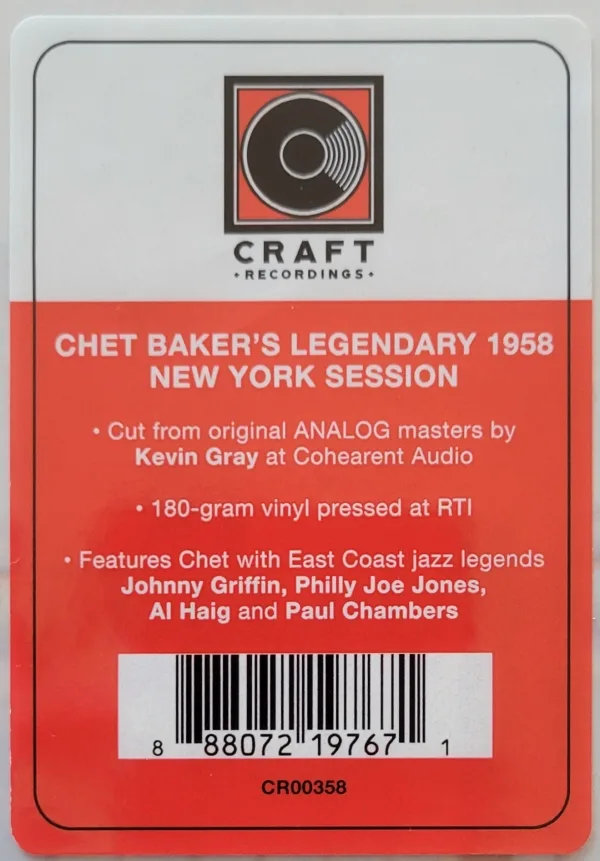 CRAFT
•RECORDINGS•
CHET BAKER'S LEGENDARY 1958
NEW YORK SESSION
• Cut from original ANALOG masters by
Kevin Gray at Cohearent Audio
• 180-gram vinyl pressed at RTI
• Features Chet with East Coast jazz legends
Johnny Griffin, Philly Joe Jones,
Al Haig and Paul Chambers
8 88072 19767 1
CR00358